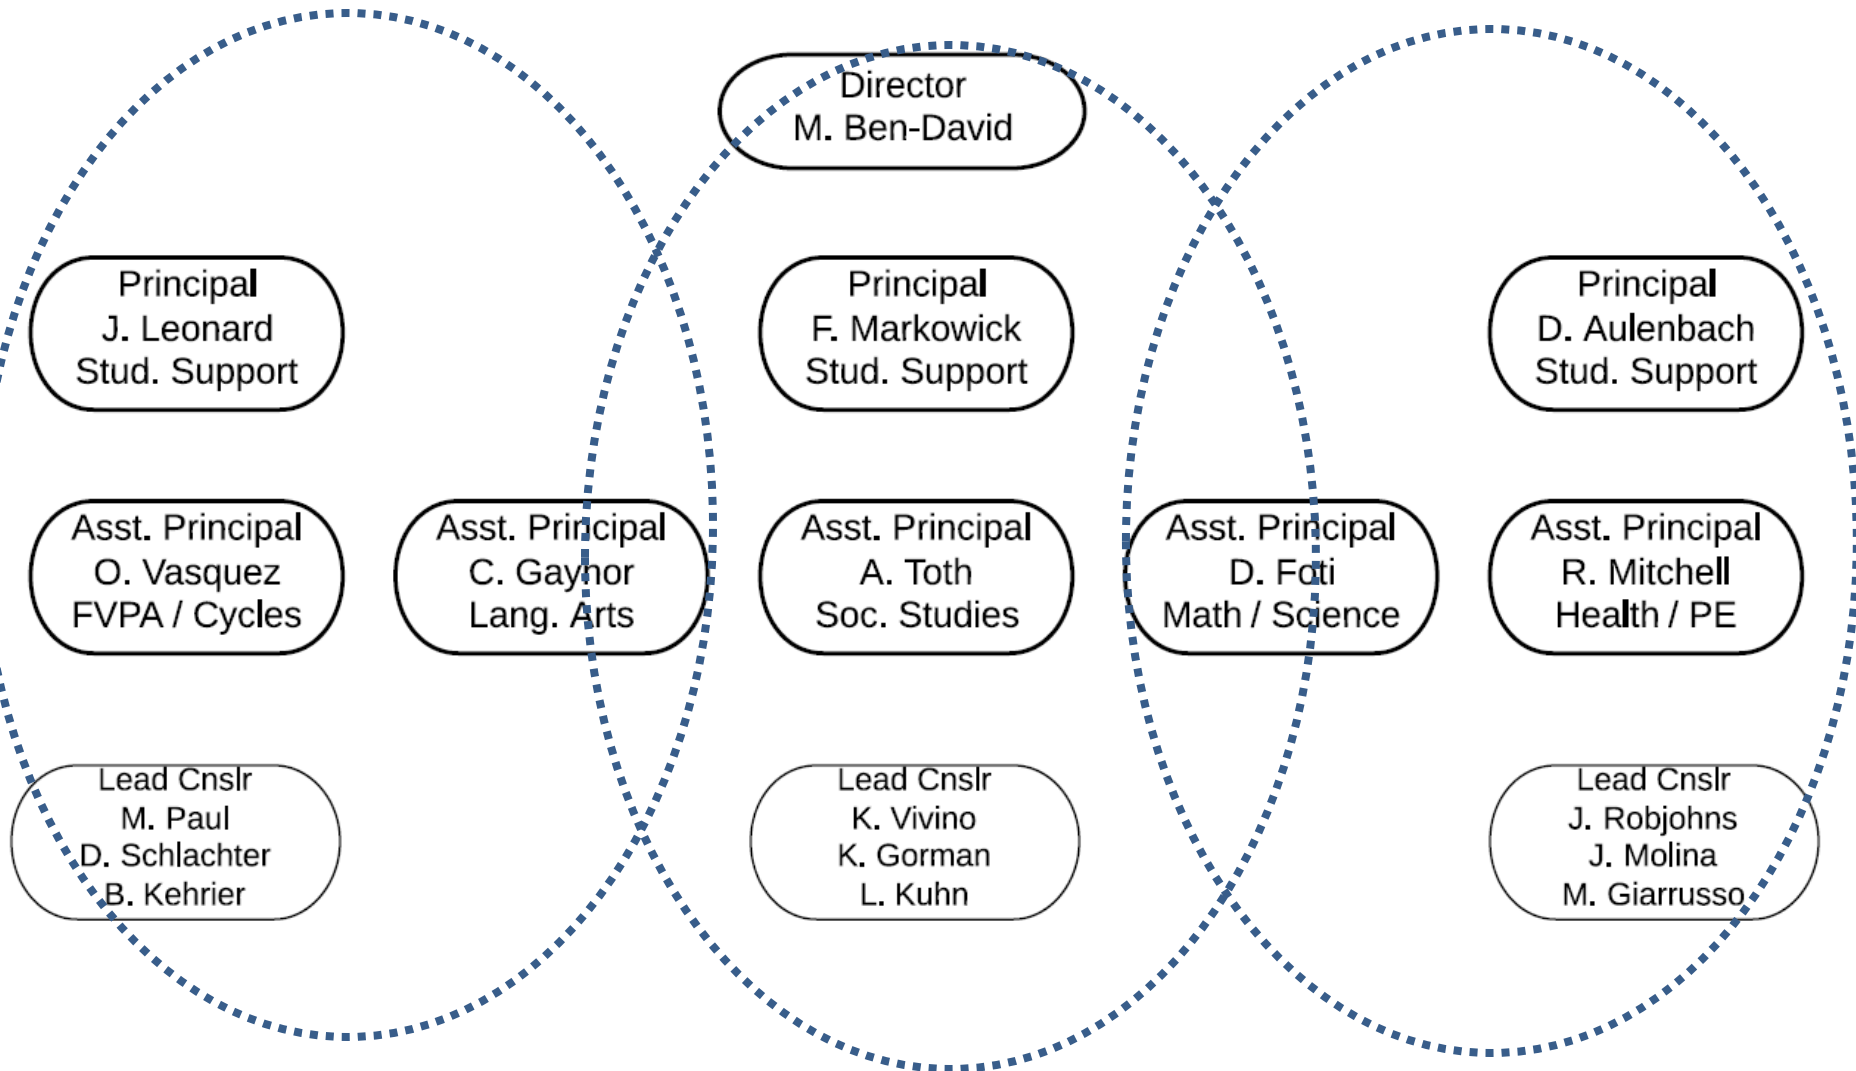 Director
M. Ben-David
Principal
J. Leonard
Stud. Support
Principal
F. Markowick
Stud. Support
Principal
D. Aulenbach
Stud. Support
Asst. Principal
O. Vasquez
FVPA / Cycles
Asst. Principal
C. Gaynor
Lang. Arts
Asst. Principal
A. Toth
Soc. Studies
Asst. Principal
D. Foti
Math / Science
Asst. Principal
R. Mitchell
Health / PE
Lead Cnslr
M. Paul
D. Schlachter
B. Kehrier
Lead Cnslr
K. Vivino
K. Gorman
L. Kuhn
Lead Cnslr
J. Robjohns
J. Molina
M. Giarrusso